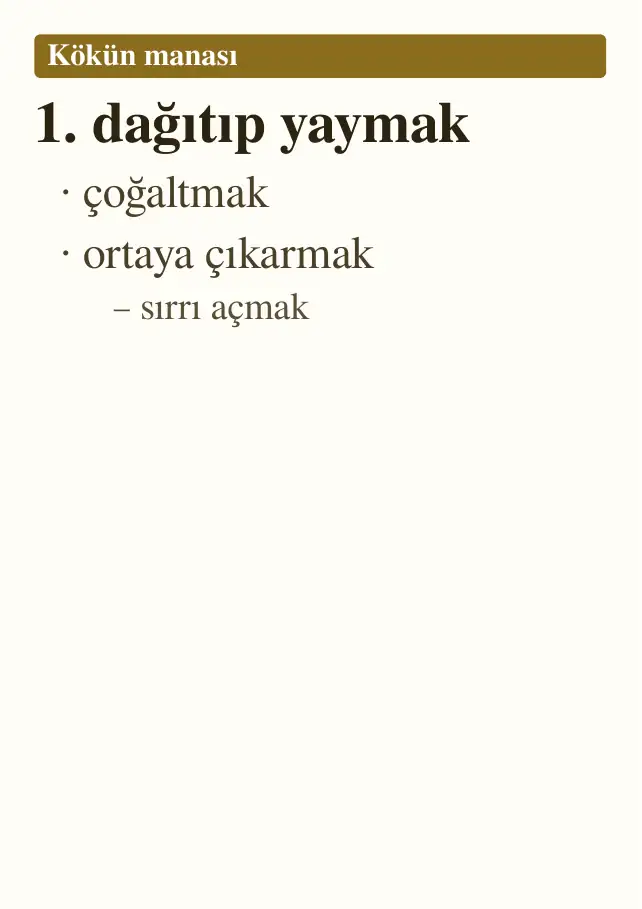 Kökün manası
1. dağıtıp yaymak
· çoğaltmak
· ortaya çıkarmak
– sırrı açmak